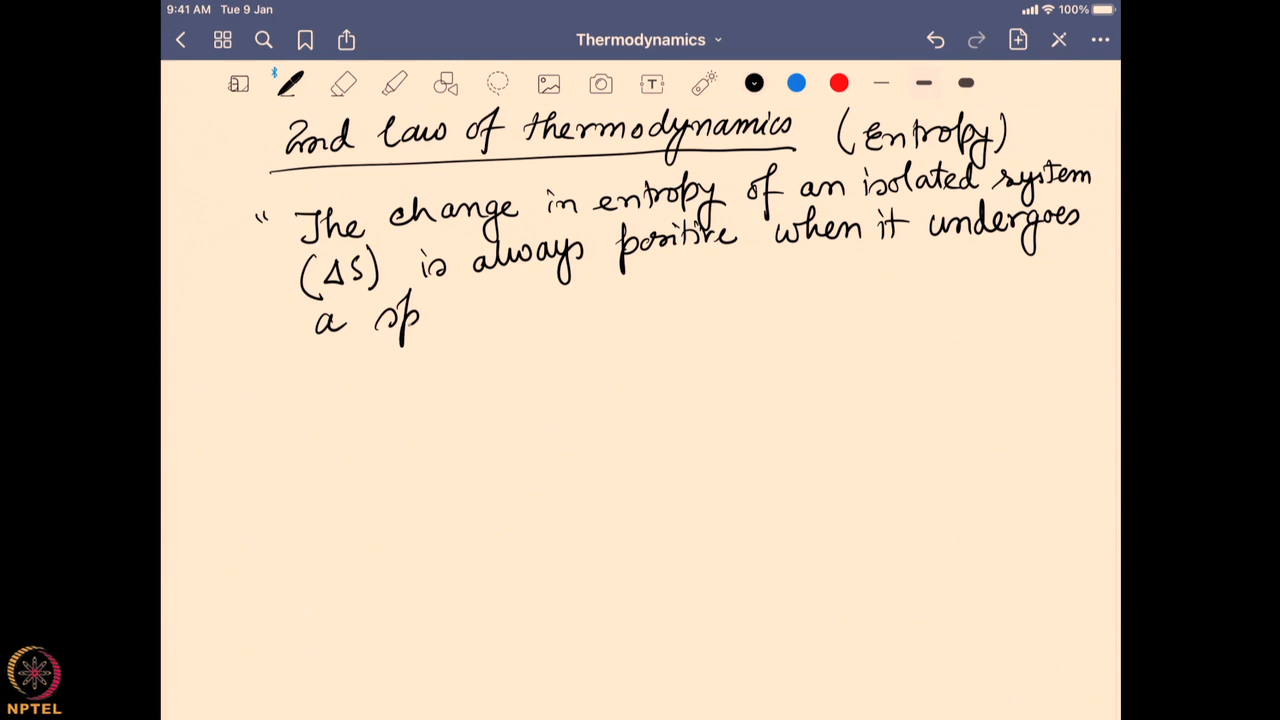 9:41 AM Tue 9 Jan
100%
Thermodynamics
T
2nd law of thermodynamics (Entropy)
" The change in entropy of an isolated system
(ΔS) is always positive when it undergoes
a sp
NPTEL